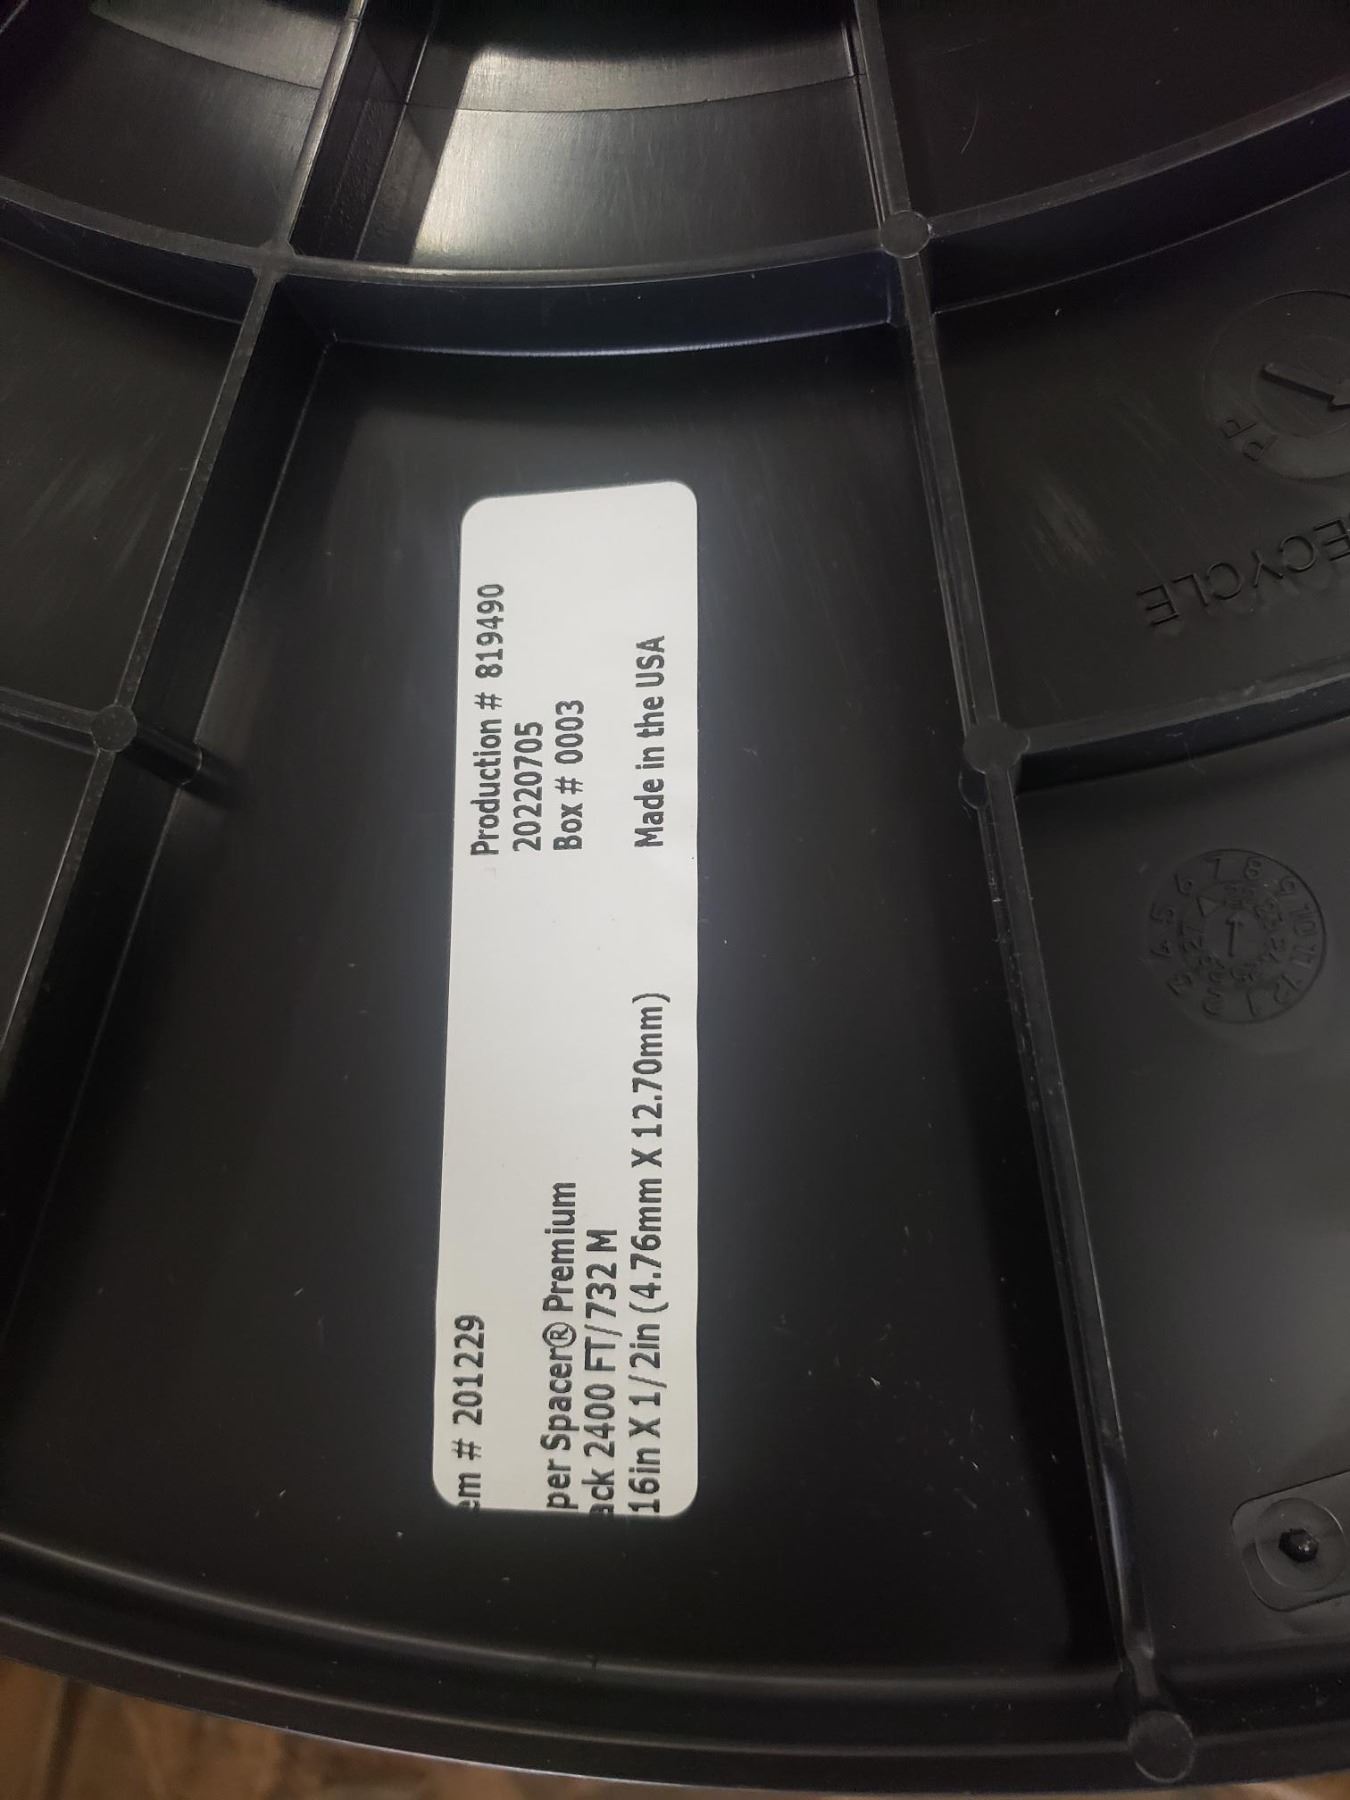 em # 201229
per Spacer® Premium
ack 2400 FT/732 M
16in X 1/2in (4.76mm X 12.70mm)
Production # 819490
20220705
Box # 0003
Made in the USA
PP
ECYCLE